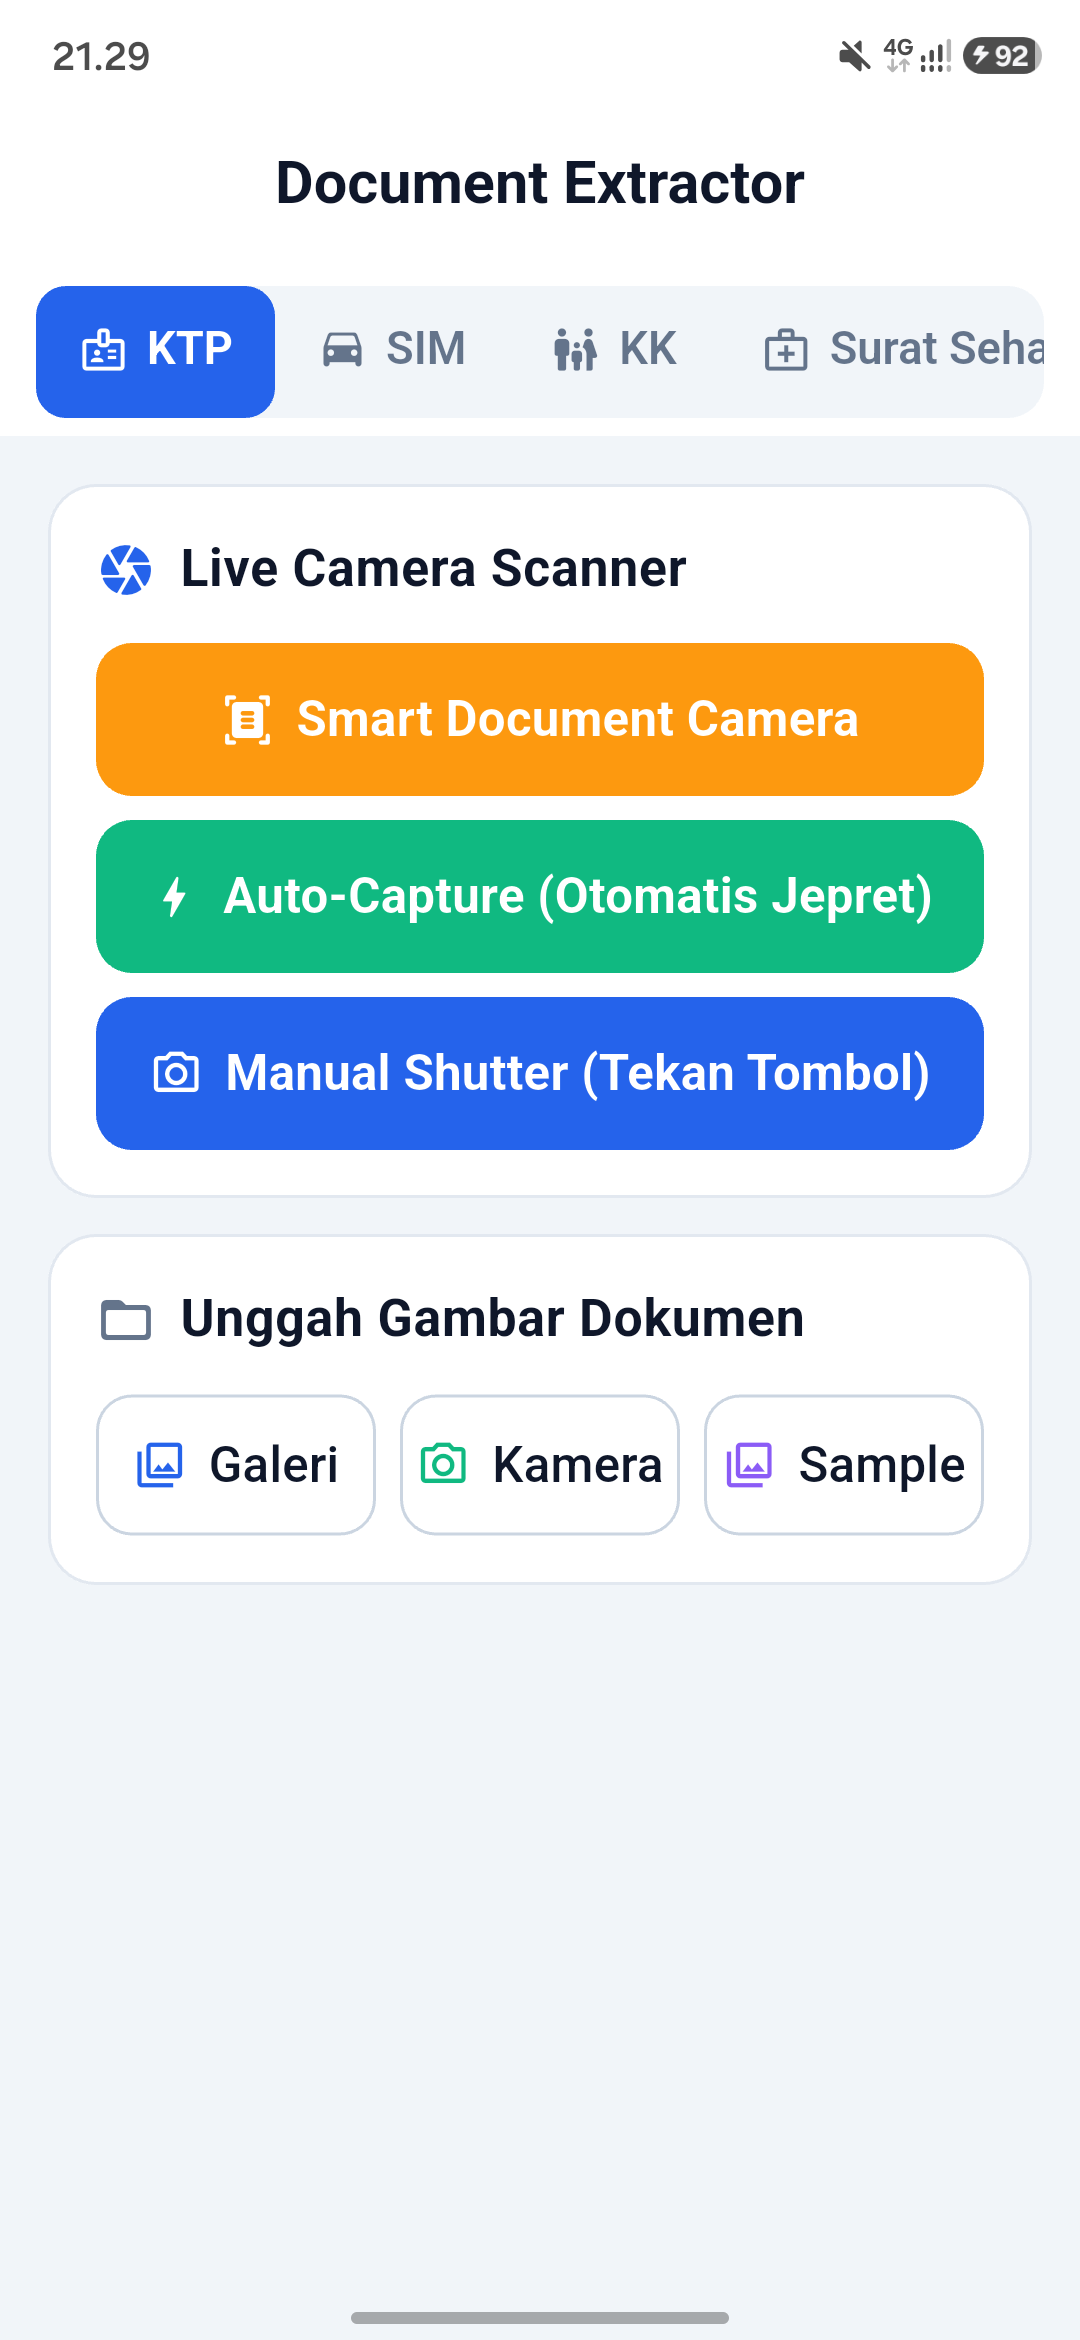 21.29
4G
92
Document Extractor
KTP
SIM
KK
Surat Seha
Live Camera Scanner
Smart Document Camera
Auto-Capture (Otomatis Jepret)
Manual Shutter (Tekan Tombol)
Unggah Gambar Dokumen
Galeri
Kamera
Sample